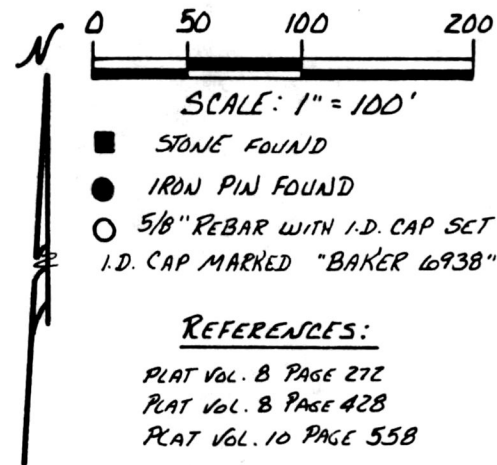 N 0 50 100 200
SCALE: 1" = 100'
STONE FOUND
IRON PIN FOUND
5/8" REBAR WITH I.D. CAP SET
I.D. CAP MARKED "BAKER 6938"
REFERENCES:
PLAT VOL. 8 PAGE 272
PLAT VOL. 8 PAGE 428
PLAT VOL. 10 PAGE 558